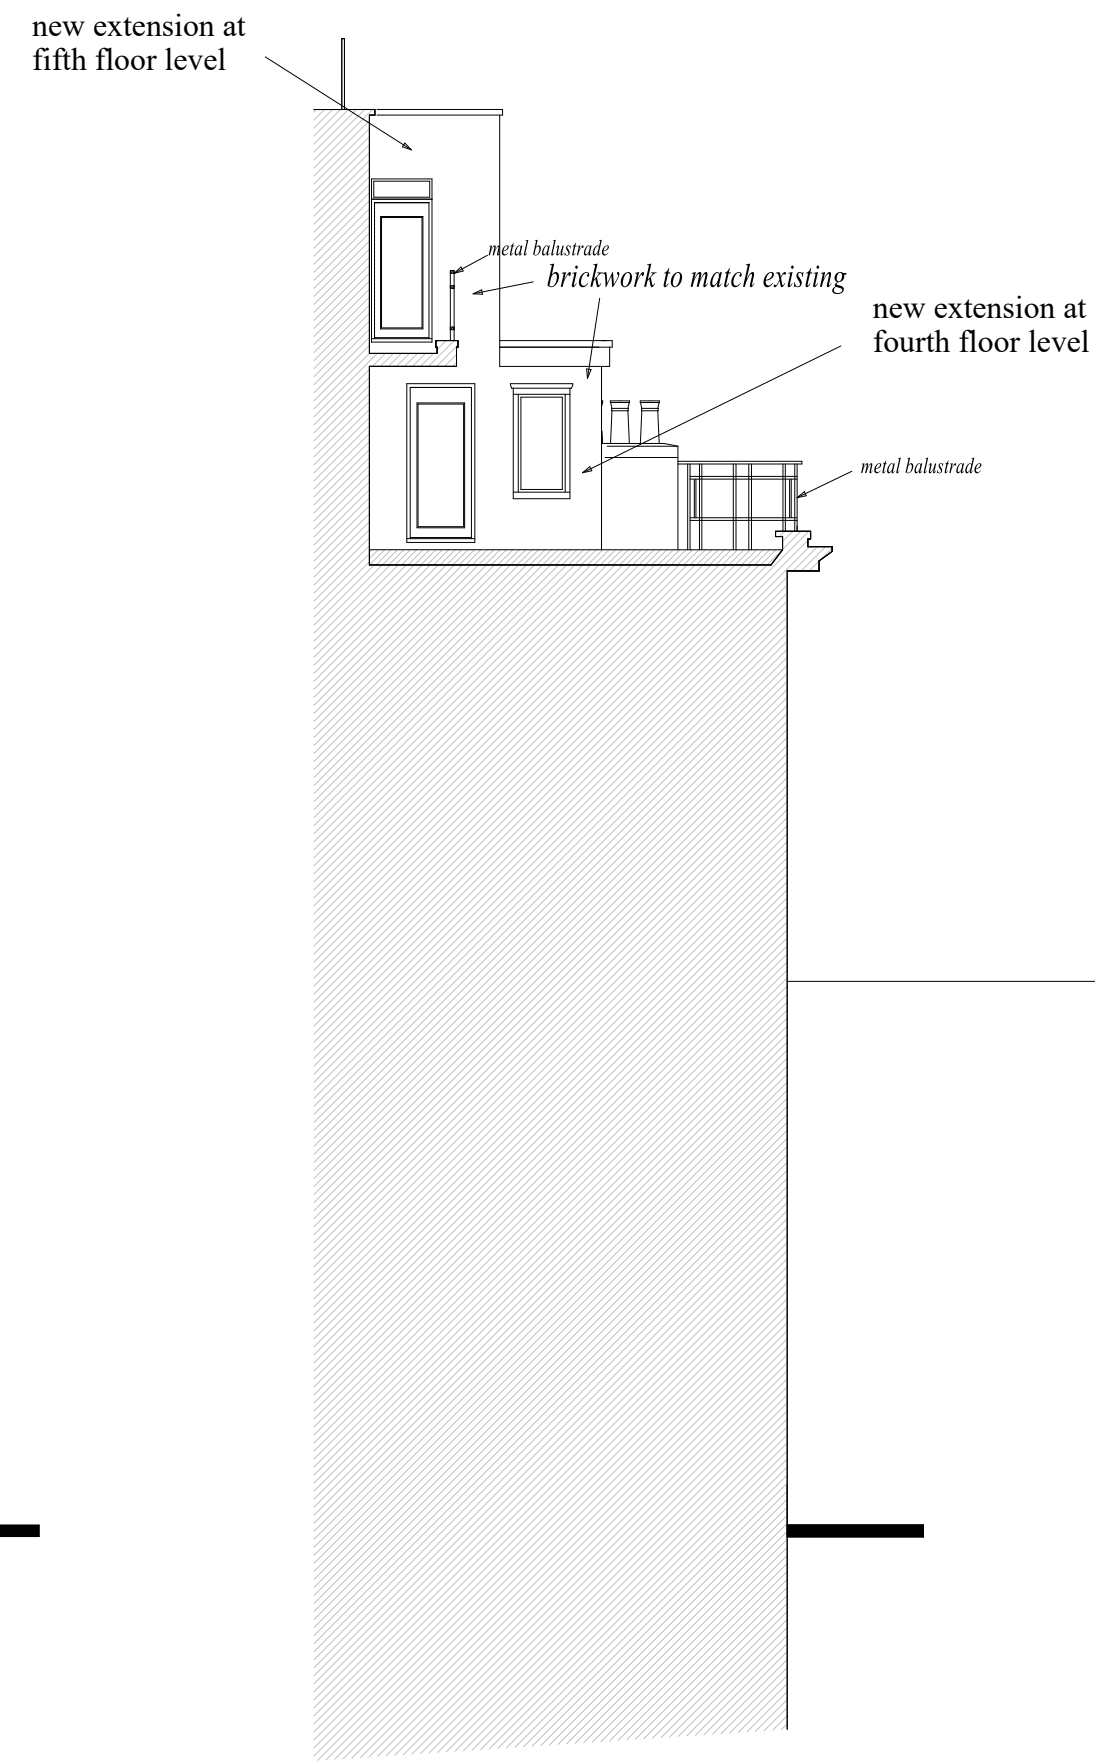 new extension at
fifth floor level
metal balustrade
brickwork to match existing
new extension at
fourth floor level
metal balustrade